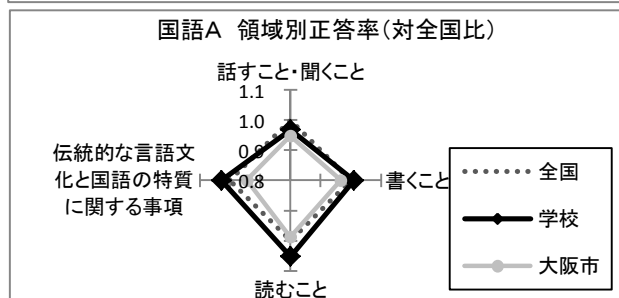 国語A 領域別正答率(対全国比)
話すこと・聞くこと
1.1
1.0
0.9
0.8
伝統的な言語文
化と国語の特質
に関する事項
書くこと
読むこと
全国
学校
大阪市